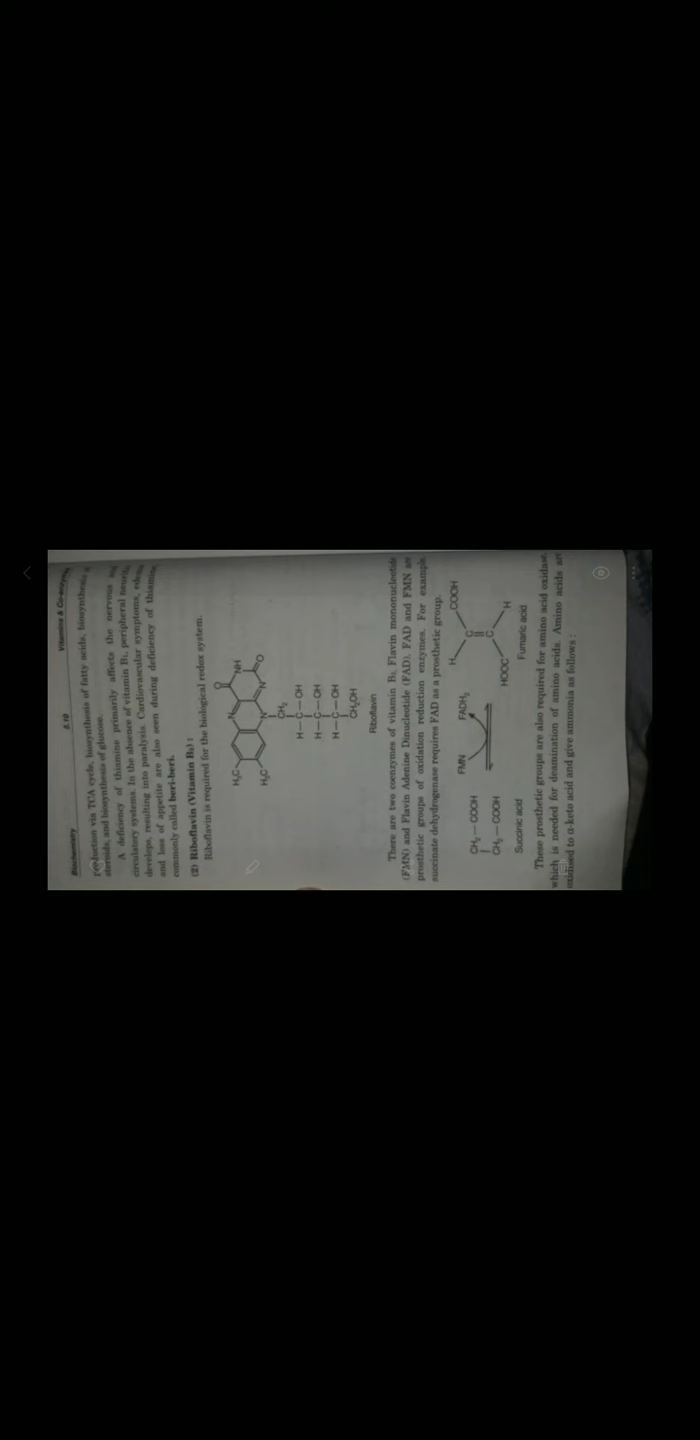 Biochemistry 5.10 Vitamins & Co-enzymes
production via TCA cycle, biosynthesis of fatty acids, biosynthesis
steroids, and biosynthesis of glucose.
A deficiency of thiamine primarily affects the nervous
circulatory systems. In the absence of vitamin B₁, peripheral
develops, resulting into paralysis. Cardiovascular symptoms,
and loss of appetite are also seen during deficiency of thiamine
commonly called beri-beri.
(2) Riboflavin (Vitamin B₂) :
Riboflavin is required for the biological redox system.
O
H₃C N NH
H₃C N N O
CH₂
H—C—OH
H—C—OH
H—C—OH
CH₂OH
Riboflavin
There are two coenzymes of vitamin B₂, Flavin mononucleotide
(FMN) and Flavin Adenine Dinucleotide (FAD). FAD and FMN
prosthetic groups of oxidation reduction enzymes. For example,
succinate dehydrogenase requires FAD as a prosthetic group.
FMN FADH₂ H COOH
CH₂—COOH C
CH₂—COOH C
HOOC H
Succinic acid Fumaric acid
These prosthetic groups are also required for amino acid oxidase,
which is needed for deamination of amino acids. Amino acids
oxidised to α-keto acid and give ammonia as follows :